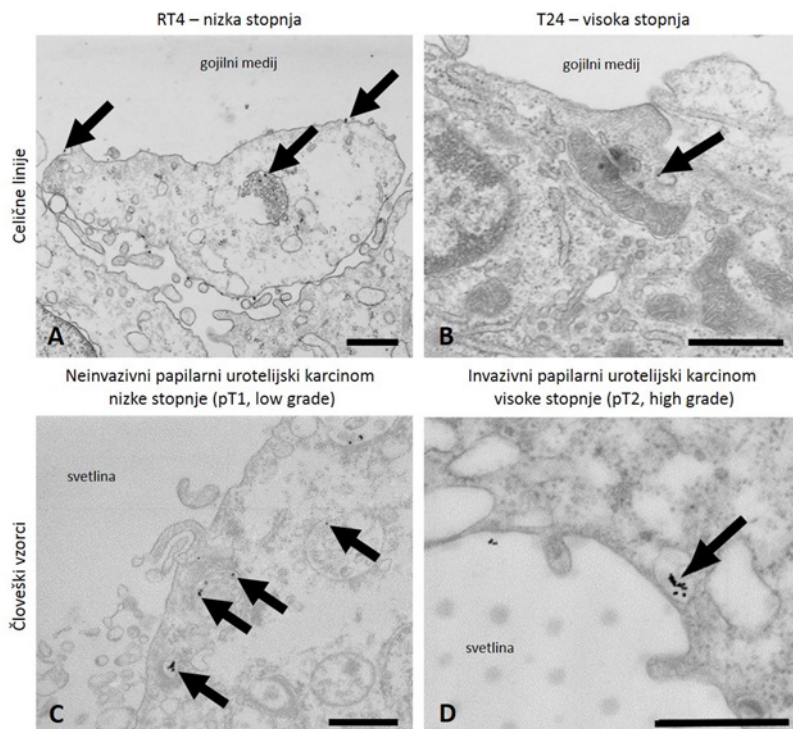 RT4 – nizka stopnja
T24 – visoka stopnja
Celične linije
gojilni medij
A
gojilni medij
B
Neinvazivni papilarni urotelijski karcinom
nizke stopnje (pT1, low grade)
Invazivni papilarni urotelijski karcinom
visoke stopnje (pT2, high grade)
Človeški vzorci
svetlina
C
svetlina
D